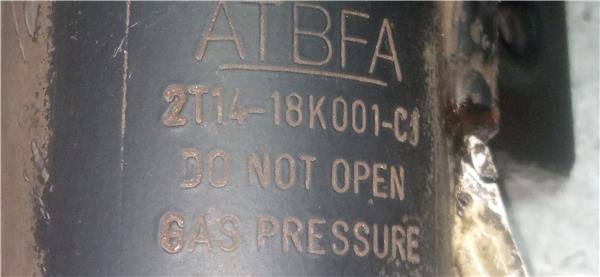 ATBFA
2T14-18K001-CJ
DO NOT OPEN
GAS PRESSURE